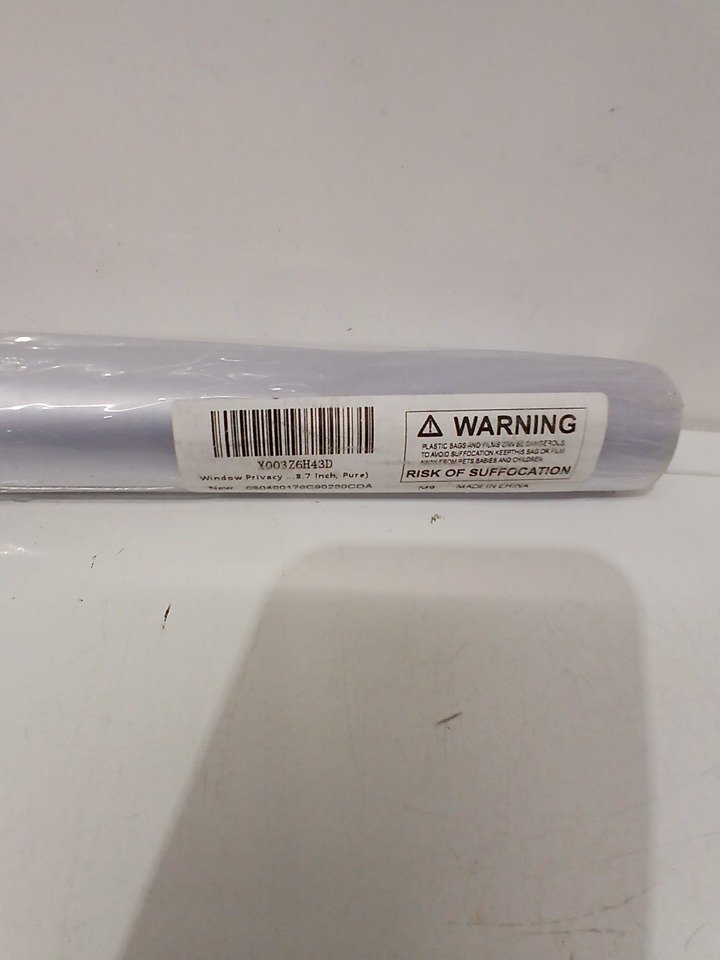 X003Z6H43D
Window Privacy ...8.7 Inch, Pure)
New
WARNING
PLASTIC BAGS AND FILMS CAN BE DANGEROUS.
TO AVOID SUFFOCATION KEEP THIS BAG OR FILM
AWAY FROM PETS BABIES AND CHILDREN.
RISK OF SUFFOCATION
MADE IN CHINA